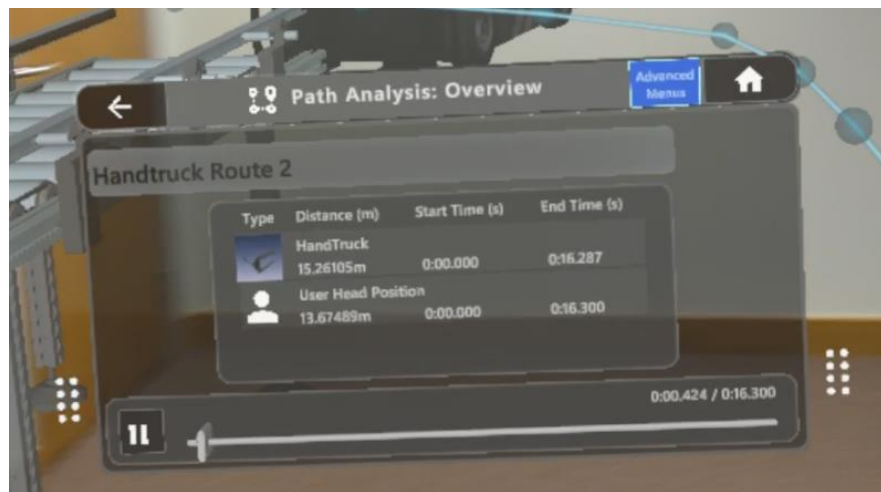 Path Analysis: Overview
Advanced
Menus
Handtruck Route 2
Type Distance (m) Start Time (s) End Time (s)
HandTruck
15.26105m 0:00.000 0:16.287
User Head Position
13.67489m 0:00.000 0:16.300
0:00.424 / 0:16.300